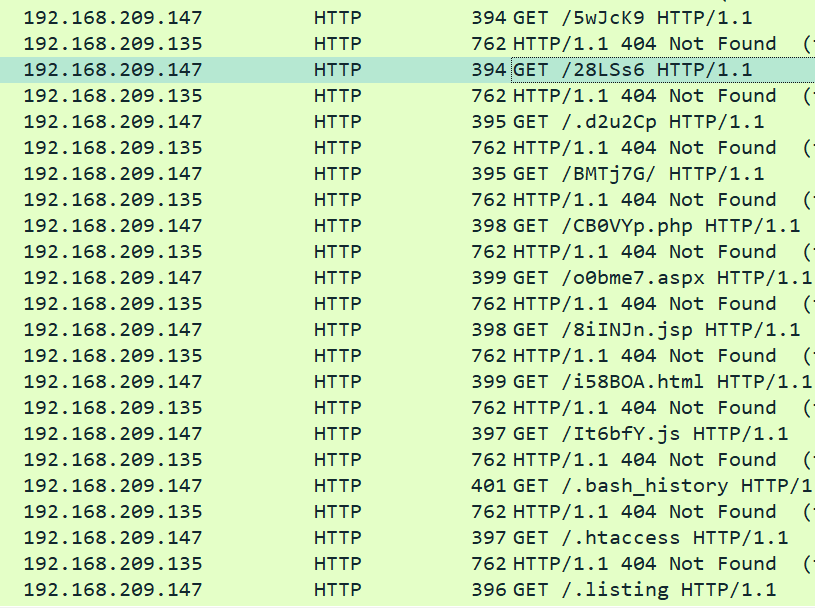 192.168.209.147 HTTP 394 GET /5wJcK9 HTTP/1.1
192.168.209.135 HTTP 762 HTTP/1.1 404 Not Found (
192.168.209.147 HTTP 394 GET /28LSs6 HTTP/1.1
192.168.209.135 HTTP 762 HTTP/1.1 404 Not Found (
192.168.209.147 HTTP 395 GET /.d2u2Cp HTTP/1.1
192.168.209.135 HTTP 762 HTTP/1.1 404 Not Found (
192.168.209.147 HTTP 395 GET /BMTj7G/ HTTP/1.1
192.168.209.135 HTTP 762 HTTP/1.1 404 Not Found (
192.168.209.147 HTTP 398 GET /CB0VYp.php HTTP/1.1
192.168.209.135 HTTP 762 HTTP/1.1 404 Not Found (
192.168.209.147 HTTP 399 GET /o0bme7.aspx HTTP/1.1
192.168.209.135 HTTP 762 HTTP/1.1 404 Not Found (
192.168.209.147 HTTP 398 GET /8iINJn.jsp HTTP/1.1
192.168.209.135 HTTP 762 HTTP/1.1 404 Not Found (
192.168.209.147 HTTP 399 GET /i58BOA.html HTTP/1.1
192.168.209.135 HTTP 762 HTTP/1.1 404 Not Found (
192.168.209.147 HTTP 397 GET /It6bfY.js HTTP/1.1
192.168.209.135 HTTP 762 HTTP/1.1 404 Not Found (
192.168.209.147 HTTP 401 GET /.bash_history HTTP/1
192.168.209.135 HTTP 762 HTTP/1.1 404 Not Found (
192.168.209.147 HTTP 397 GET /.htaccess HTTP/1.1
192.168.209.135 HTTP 762 HTTP/1.1 404 Not Found (
192.168.209.147 HTTP 396 GET /.listing HTTP/1.1